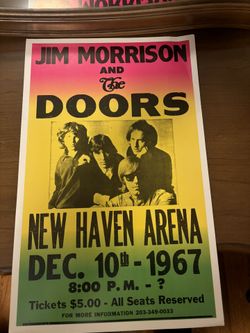 JIM MORRISON
AND
The
DOORS
NEW HAVEN ARENA
DEC. 10th - 1967
8:00 P.M. - ?
Tickets $5.00 - All Seats Reserved
FOR MORE INFORMATION 203-349-0033